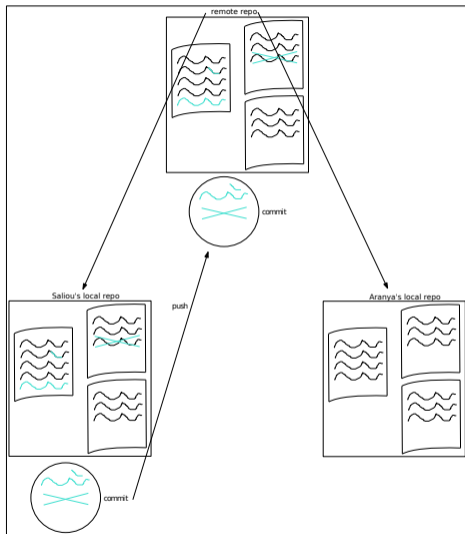 remote repo
commit
Saliou's local repo
push
Aranya's local repo
commit